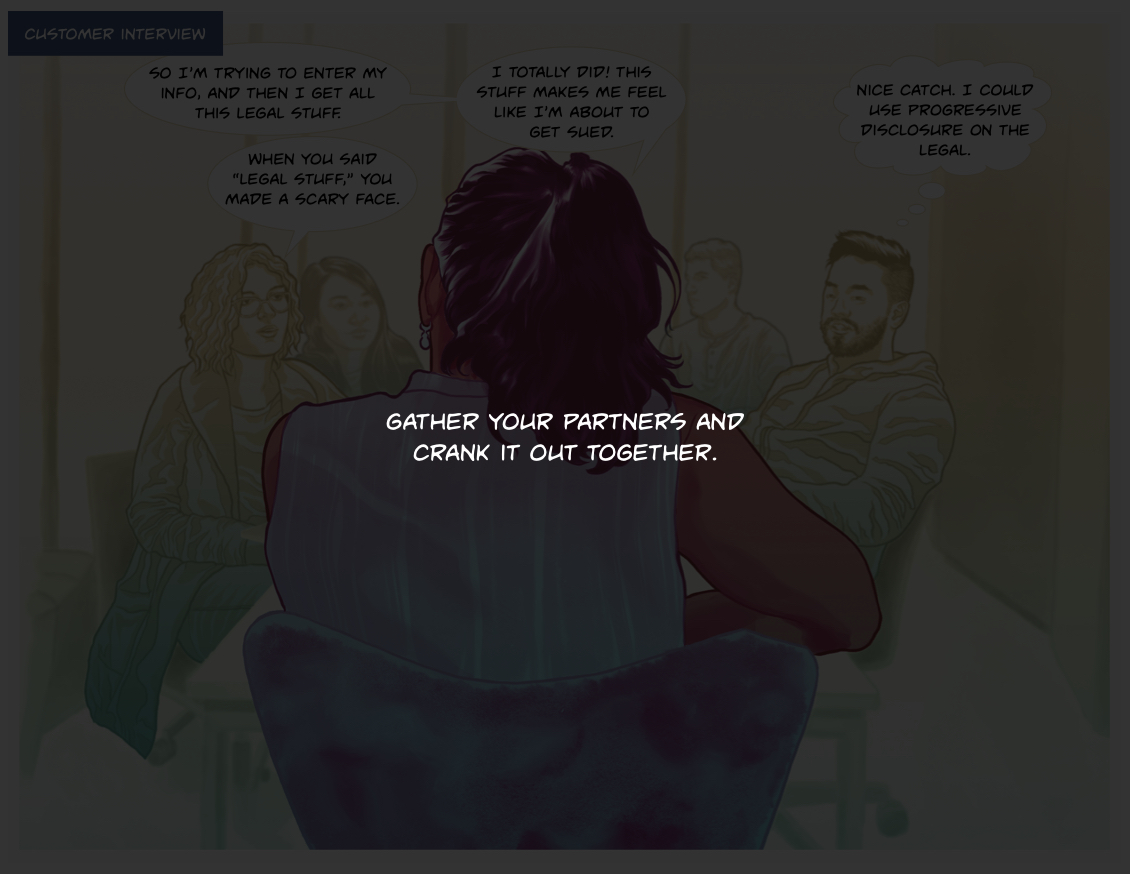 CUSTOMER INTERVIEW
SO I'M TRYING TO ENTER MY
INFO, AND THEN I GET ALL
THIS LEGAL STUFF.
WHEN YOU SAID
"LEGAL STUFF," YOU
MADE A SCARY FACE.
I TOTALLY DID! THIS
STUFF MAKES ME FEEL
LIKE I'M ABOUT TO
GET SUED.
NICE CATCH. I COULD
USE PROGRESSIVE
DISCLOSURE ON THE
LEGAL.
GATHER YOUR PARTNERS AND
CRANK IT OUT TOGETHER.